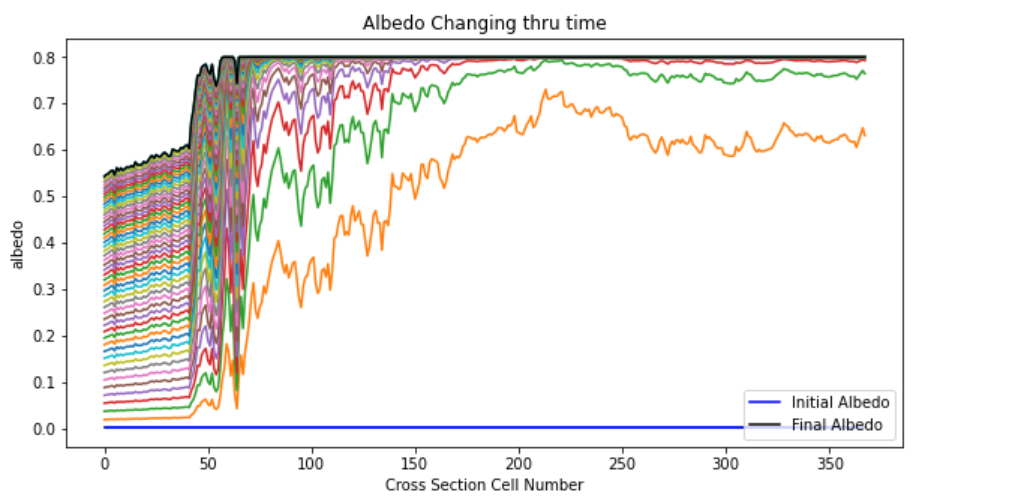 Albedo Changing thru time
albedo
0.8
0.7
0.6
0.5
0.4
0.3
0.2
0.1
0.0
Initial Albedo
Final Albedo
0 50 100 150 200 250 300 350
Cross Section Cell Number